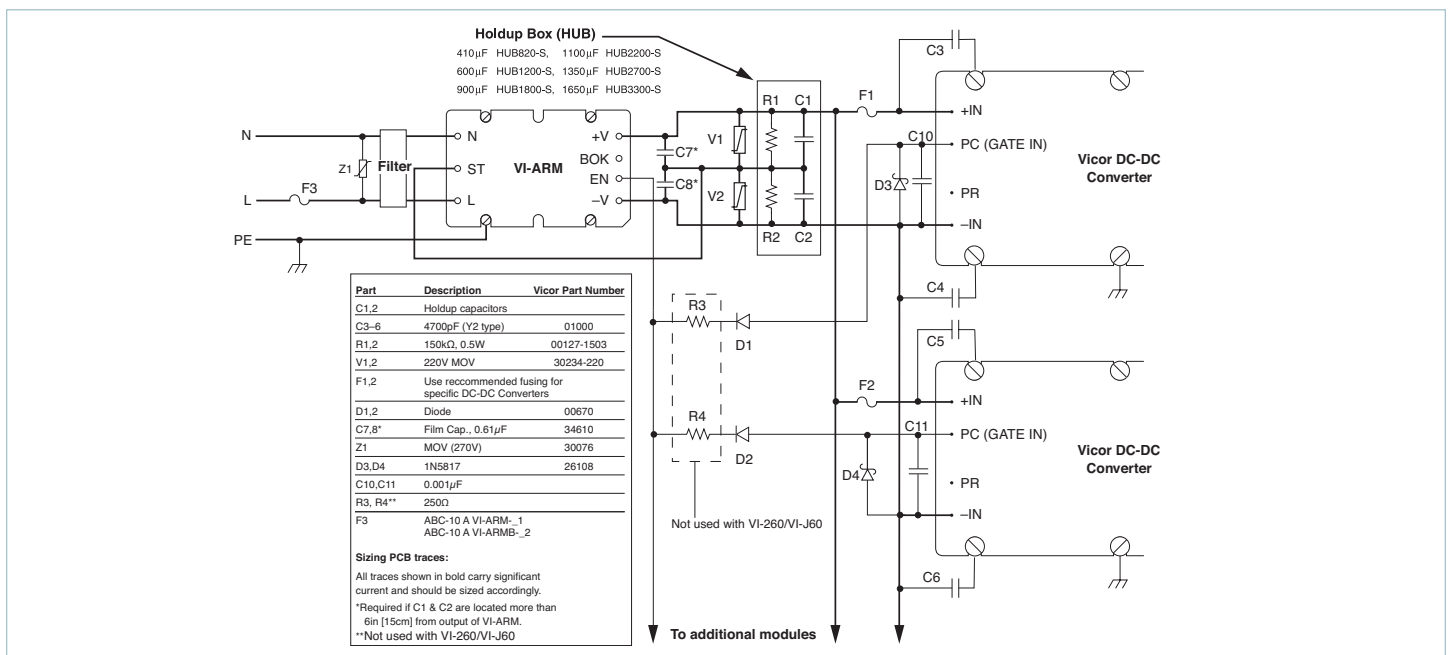 Holdup Box (HUB)
410µF HUB820-S, 1100µF HUB2200-S
600µF HUB1200-S, 1350µF HUB2700-S
900µF HUB1800-S, 1650µF HUB3300-S
N
Z1
Filter
L
F3
PE
N
ST
L
VI-ARM
+V
BOK
EN
–V
C7*
C8*
V1
V2
R1
C1
R2
C2
F1
C3
+IN
C10
PC (GATE IN)
Vicor DC-DC
Converter
D3
PR
–IN
C4
R3
D1
C5
F2
+IN
R4
D2
C11
PC (GATE IN)
Vicor DC-DC
Converter
D4
PR
–IN
C6
Not used with VI-260/VI-J60
To additional modules
Part Description Vicor Part Number
C1,2 Holdup capacitors
C3–6 4700pF (Y2 type) 01000
R1,2 150kΩ, 0.5W 00127-1503
V1,2 220V MOV 30234-220
F1,2 Use reccommended fusing for
specific DC-DC Converters
D1,2 Diode 00670
C7,8* Film Cap., 0.61µF 34610
Z1 MOV (270V) 30076
D3,D4 1N5817 26108
C10,C11 0.001µF
R3, R4** 250Ω
F3 ABC-10 A VI-ARM-_1
ABC-10 A VI-ARMB-_2
Sizing PCB traces:
All traces shown in bold carry significant
current and should be sized accordingly.
*Required if C1 & C2 are located more than
6in [15cm] from output of VI-ARM.
**Not used with VI-260/VI-J60